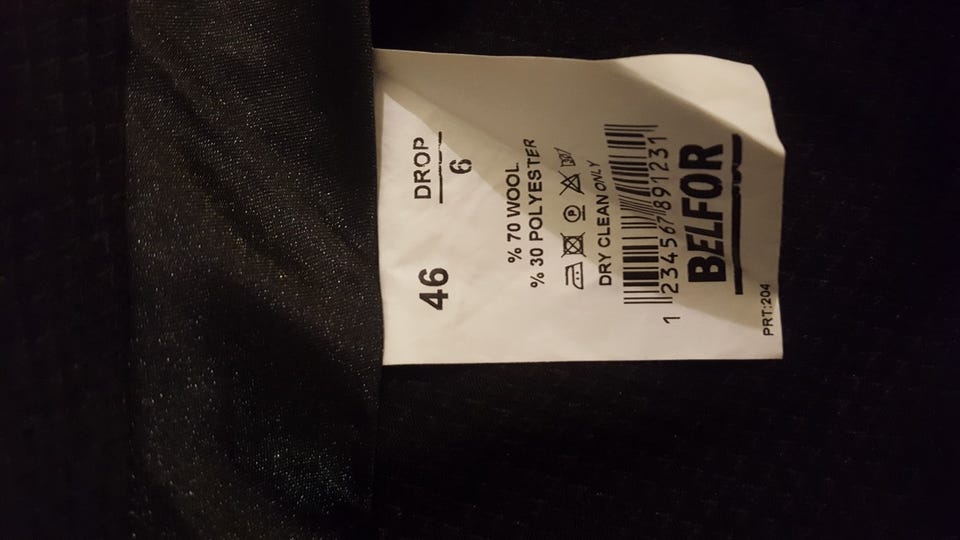 46
DROP
6
% 70 WOOL
% 30 POLYESTER
P
DRY CLEAN ONLY
1 234567 891231
BELFOR
PRT:204